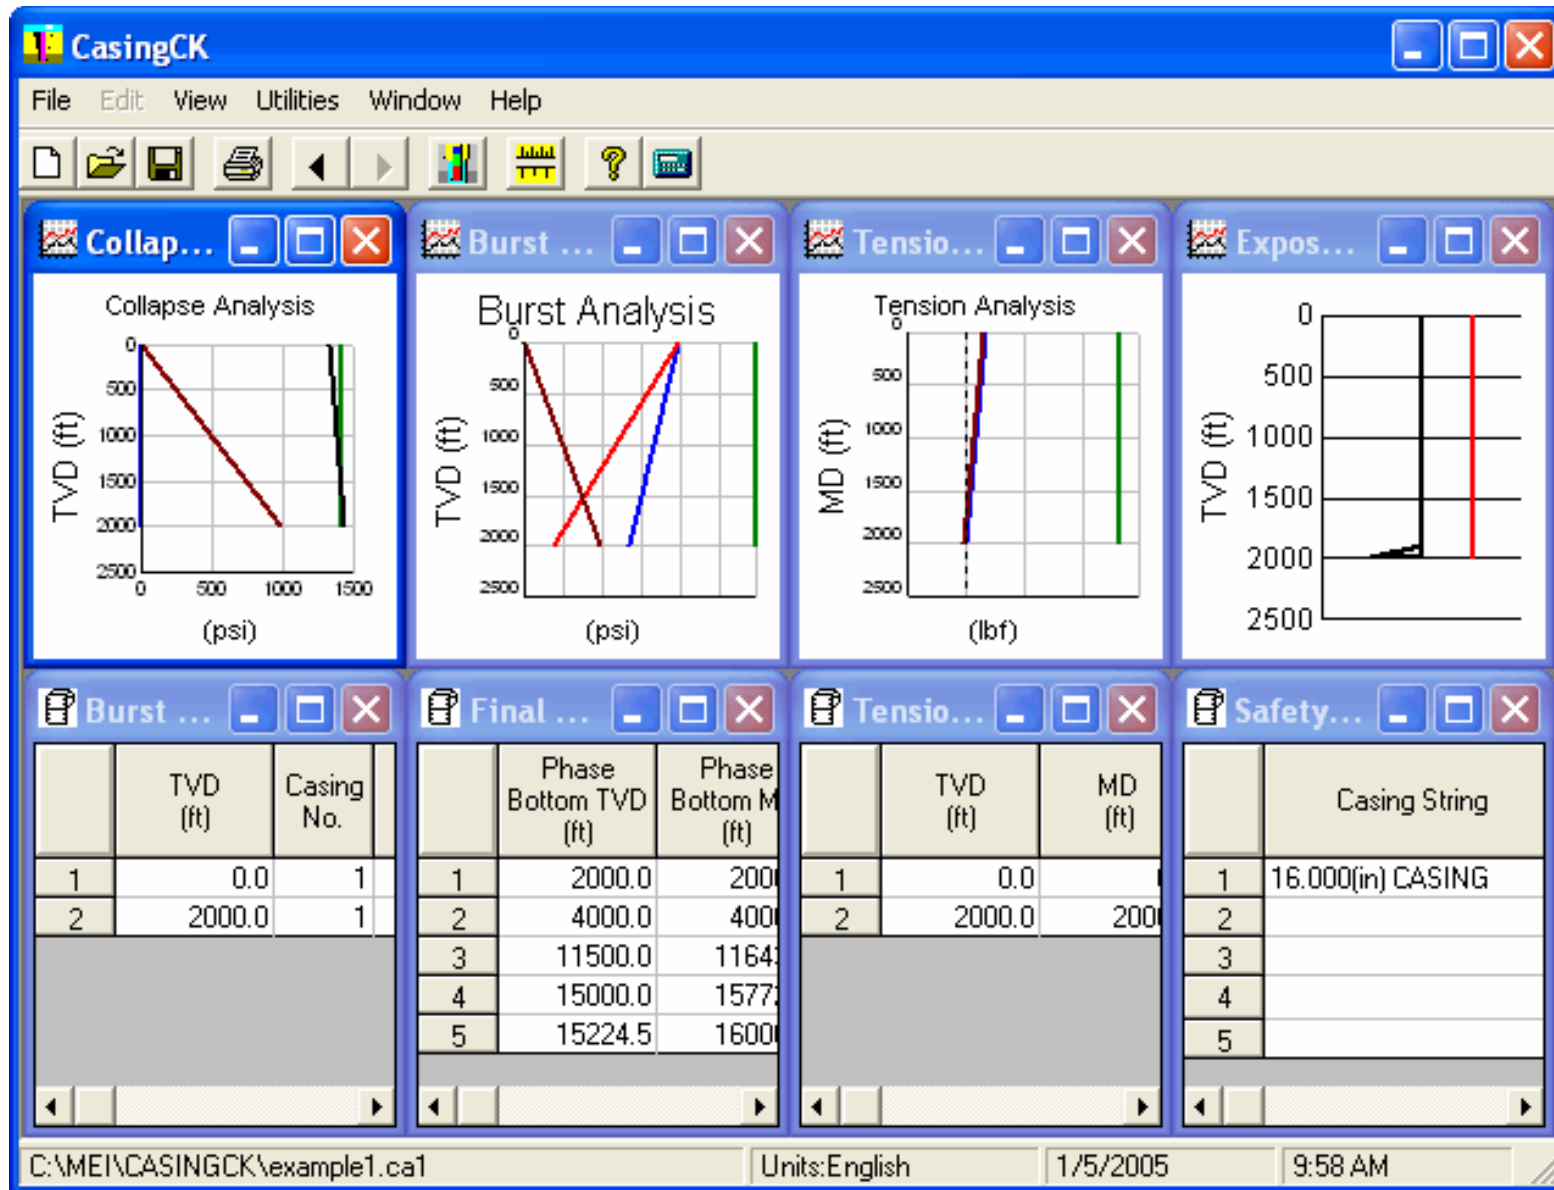 CasingCK
File Edit View Utilities Window Help
Collap...
Collapse Analysis
0
500
1000
1500
2000
2500
TVD (ft)
0 500 1000 1500
(psi)
Burst ...
Burst Analysis
0
500
1000
1500
2000
2500
TVD (ft)
(psi)
Tensio...
Tension Analysis
0
500
1000
1500
2000
2500
MD (ft)
(lbf)
Expos...
0
500
1000
1500
2000
2500
TVD (ft)
Burst ...
TVD (ft) Casing No.
1 0.0 1
2 2000.0 1
Final ...
Phase Bottom TVD (ft) Phase Bottom M (ft)
1 2000.0 200
2 4000.0 400
3 11500.0 1164
4 15000.0 1577
5 15224.5 1600
Tensio...
TVD (ft) MD (ft)
1 0.0
2 2000.0 200
Safety...
Casing String
1 16.000(in) CASING
2
3
4
5
C:\MEI\CASINGCK\example1.ca1 Units:English 1/5/2005 9:58 AM